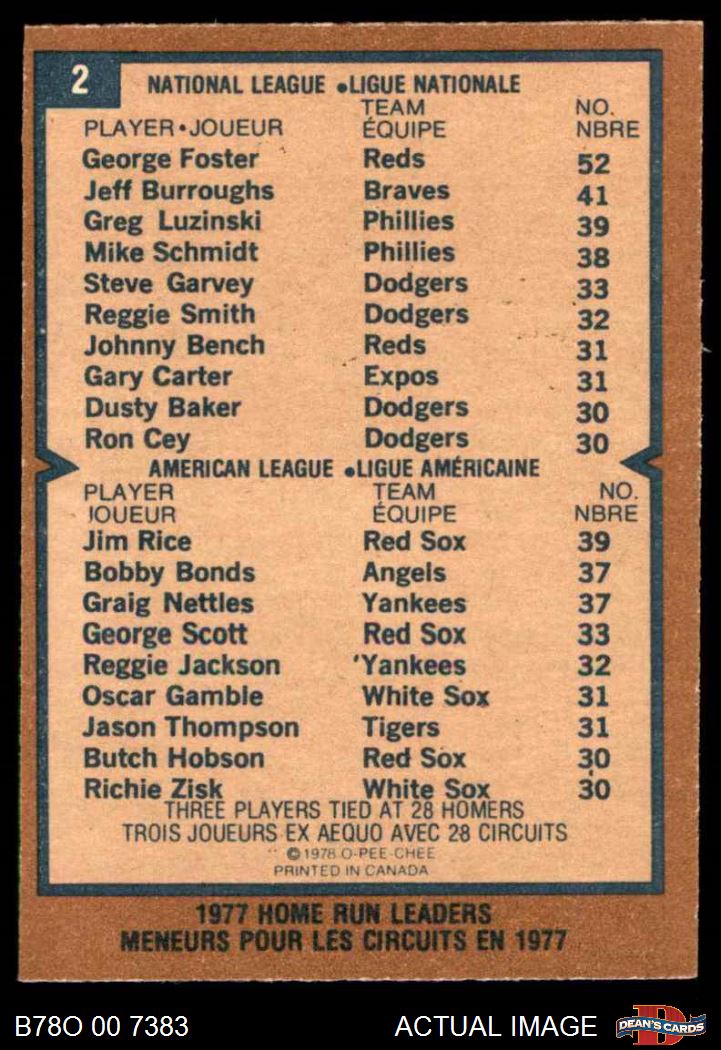 2
NATIONAL LEAGUE • LIGUE NATIONALE
PLAYER • JOUEUR TEAM ÉQUIPE NO. NBRE
George Foster Reds 52
Jeff Burroughs Braves 41
Greg Luzinski Phillies 39
Mike Schmidt Phillies 38
Steve Garvey Dodgers 33
Reggie Smith Dodgers 32
Johnny Bench Reds 31
Gary Carter Expos 31
Dusty Baker Dodgers 30
Ron Cey Dodgers 30
AMERICAN LEAGUE • LIGUE AMÉRICAINE
PLAYER TEAM NO.
JOUEUR ÉQUIPE NBRE
Jim Rice Red Sox 39
Bobby Bonds Angels 37
Graig Nettles Yankees 37
George Scott Red Sox 33
Reggie Jackson Yankees 32
Oscar Gamble White Sox 31
Jason Thompson Tigers 31
Butch Hobson Red Sox 30
Richie Zisk White Sox 30
THREE PLAYERS TIED AT 28 HOMERS
TROIS JOUEURS EX AEQUO AVEC 28 CIRCUITS
© 1978 O-PEE-CHEE
PRINTED IN CANADA
1977 HOME RUN LEADERS
MENEURS POUR LES CIRCUITS EN 1977
B78O 00 7383 ACTUAL IMAGE DEAN'S CARDS